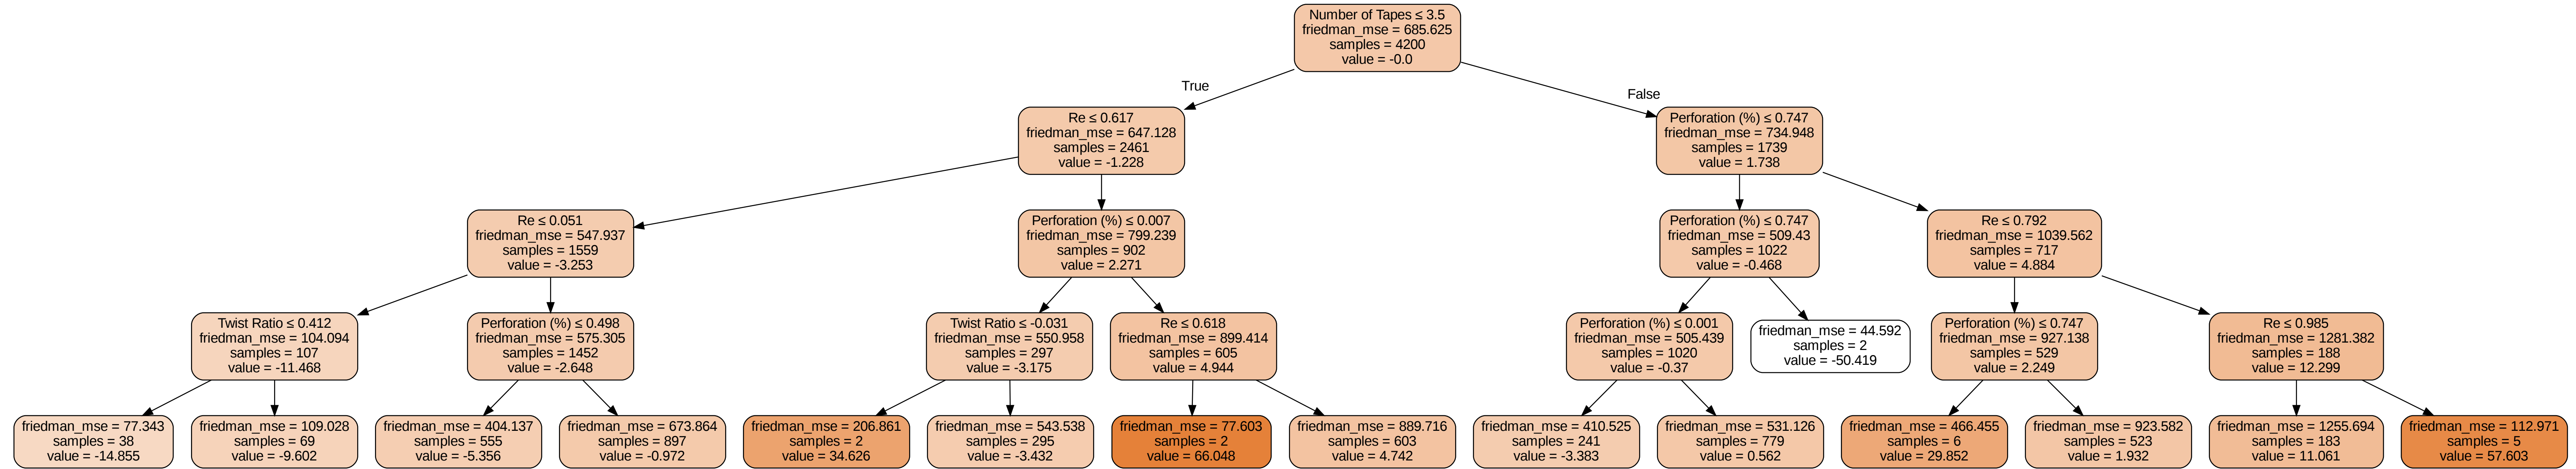 Number of Tapes ≤ 3.5
friedman_mse = 685.625
samples = 4200
value = -0.0
True
False
Re ≤ 0.617
friedman_mse = 647.128
samples = 2461
value = -1.228
Perforation (%) ≤ 0.747
friedman_mse = 734.948
samples = 1739
value = 1.738
Re ≤ 0.051
friedman_mse = 547.937
samples = 1559
value = -3.253
Perforation (%) ≤ 0.007
friedman_mse = 799.239
samples = 902
value = 2.271
Perforation (%) ≤ 0.747
friedman_mse = 509.43
samples = 1022
value = -0.468
Re ≤ 0.792
friedman_mse = 1039.562
samples = 717
value = 4.884
Twist Ratio ≤ 0.412
friedman_mse = 104.094
samples = 107
value = -11.468
Perforation (%) ≤ 0.498
friedman_mse = 575.305
samples = 1452
value = -2.648
Twist Ratio ≤ -0.031
friedman_mse = 550.958
samples = 297
value = -3.175
Re ≤ 0.618
friedman_mse = 899.414
samples = 605
value = 4.944
Perforation (%) ≤ 0.001
friedman_mse = 505.439
samples = 1020
value = -0.37
friedman_mse = 44.592
samples = 2
value = -50.419
Perforation (%) ≤ 0.747
friedman_mse = 927.138
samples = 529
value = 2.249
Re ≤ 0.985
friedman_mse = 1281.382
samples = 188
value = 12.299
friedman_mse = 77.343
samples = 38
value = -14.855
friedman_mse = 109.028
samples = 69
value = -9.602
friedman_mse = 404.137
samples = 555
value = -5.356
friedman_mse = 673.864
samples = 897
value = -0.972
friedman_mse = 206.861
samples = 2
value = 34.626
friedman_mse = 543.538
samples = 295
value = -3.432
friedman_mse = 77.603
samples = 2
value = 66.048
friedman_mse = 889.716
samples = 603
value = 4.742
friedman_mse = 410.525
samples = 241
value = -3.383
friedman_mse = 531.126
samples = 779
value = 0.562
friedman_mse = 466.455
samples = 6
value = 29.852
friedman_mse = 923.582
samples = 523
value = 1.932
friedman_mse = 1255.694
samples = 183
value = 11.061
friedman_mse = 112.971
samples = 5
value = 57.603